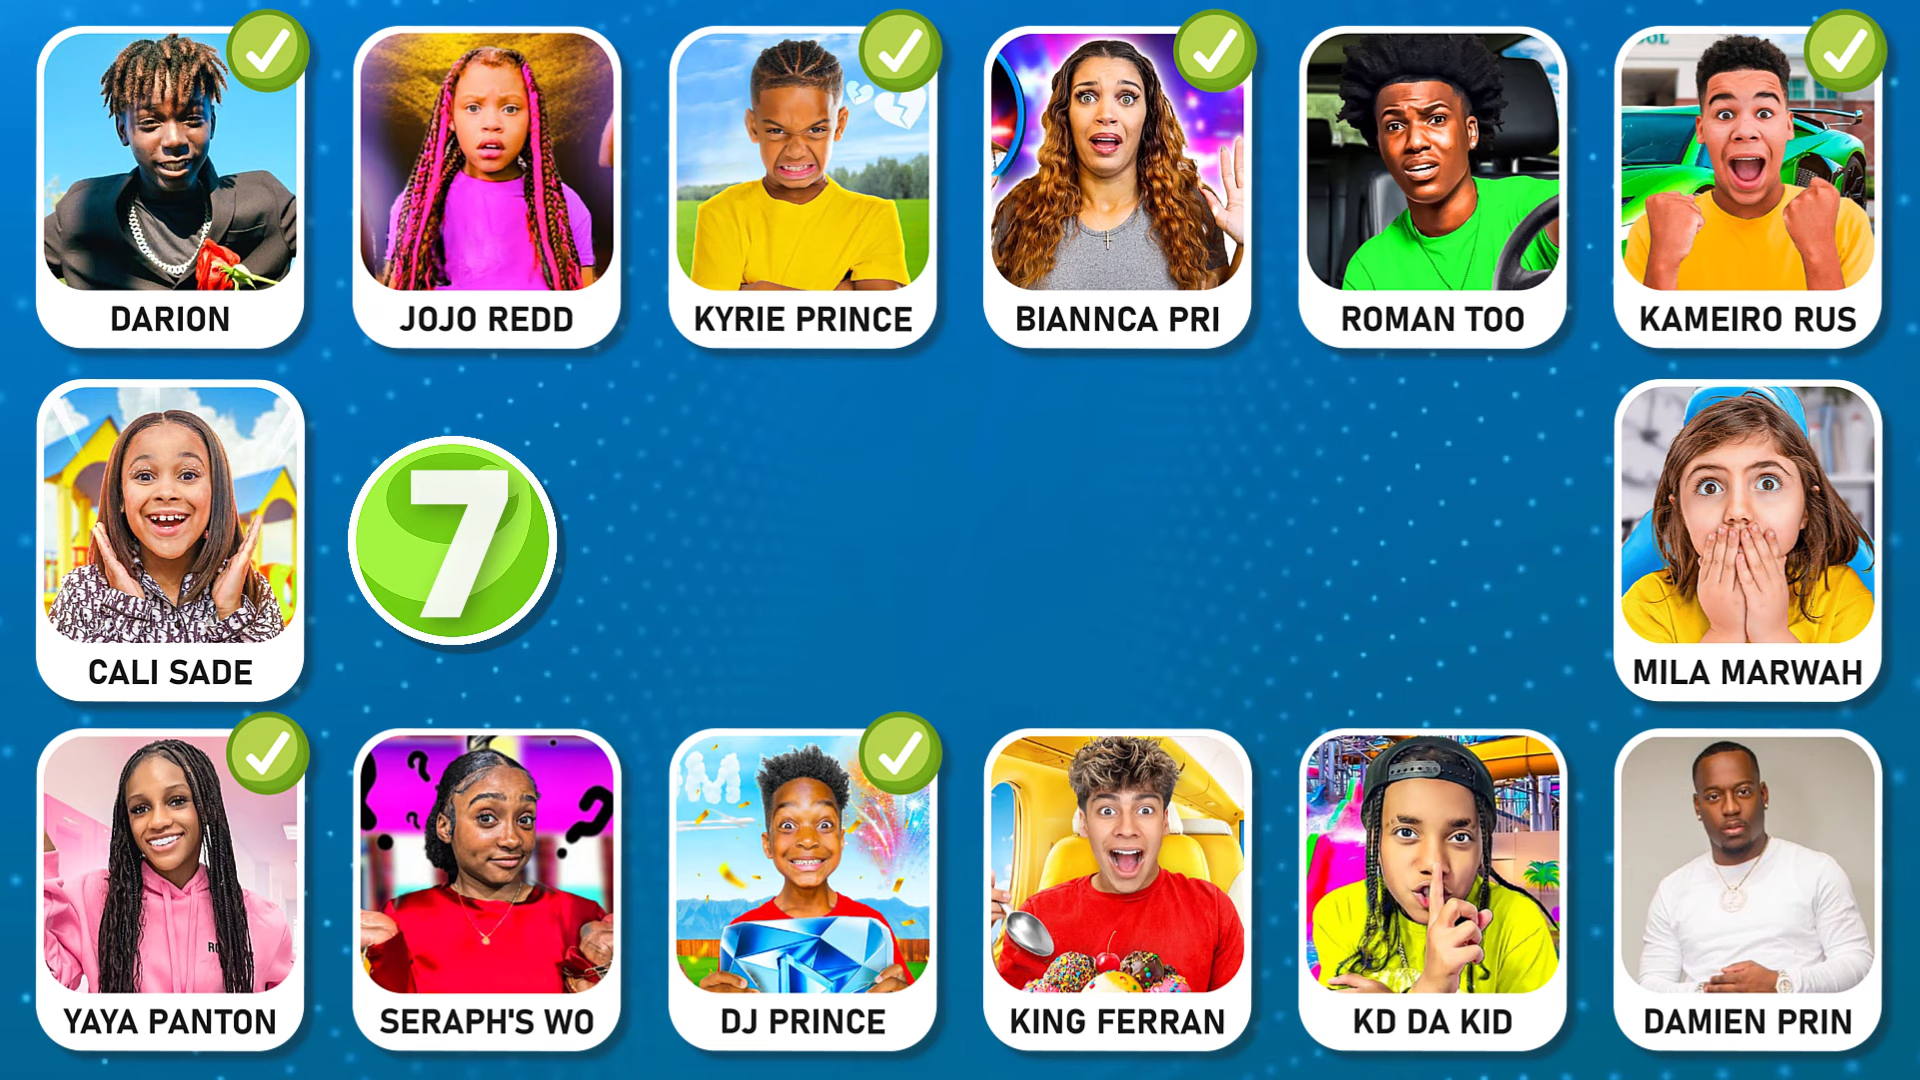 DARION
JOJO REDD
KYRIE PRINCE
BIANNCA PRI
ROMAN TOO
KAMEIRO RUS
CALI SADE
7
MILA MARWAH
YAYA PANTON
SERAPH'S WO
DJ PRINCE
KING FERRAN
KD DA KID
DAMIEN PRIN